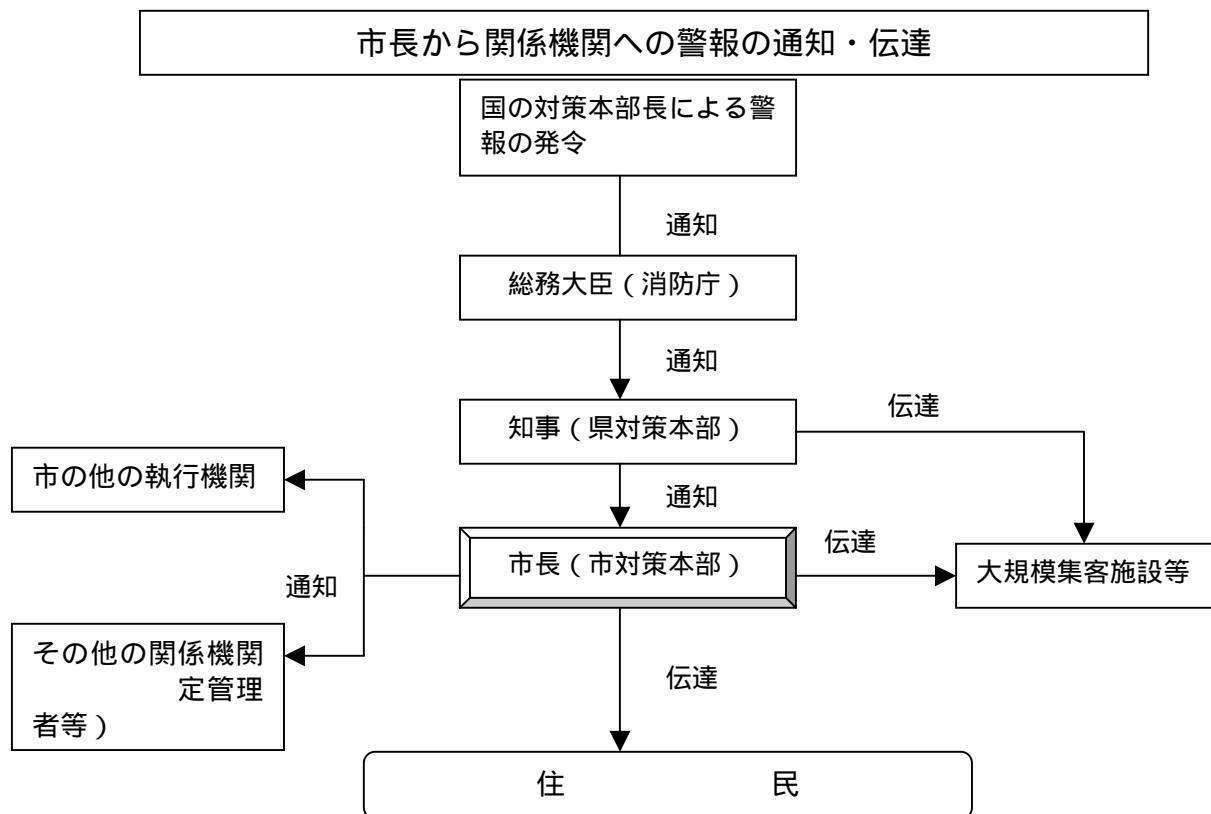 市長から関係機関への警報の通知・伝達
国の対策本部長による警
報の発令
通知
総務大臣（消防庁）
通知
知事（県対策本部）
伝達
市の他の執行機関
通知
市長（市対策本部）
伝達
大規模集客施設等
通知
その他の関係機関
定管理
者等）
伝達
住　　　　　民